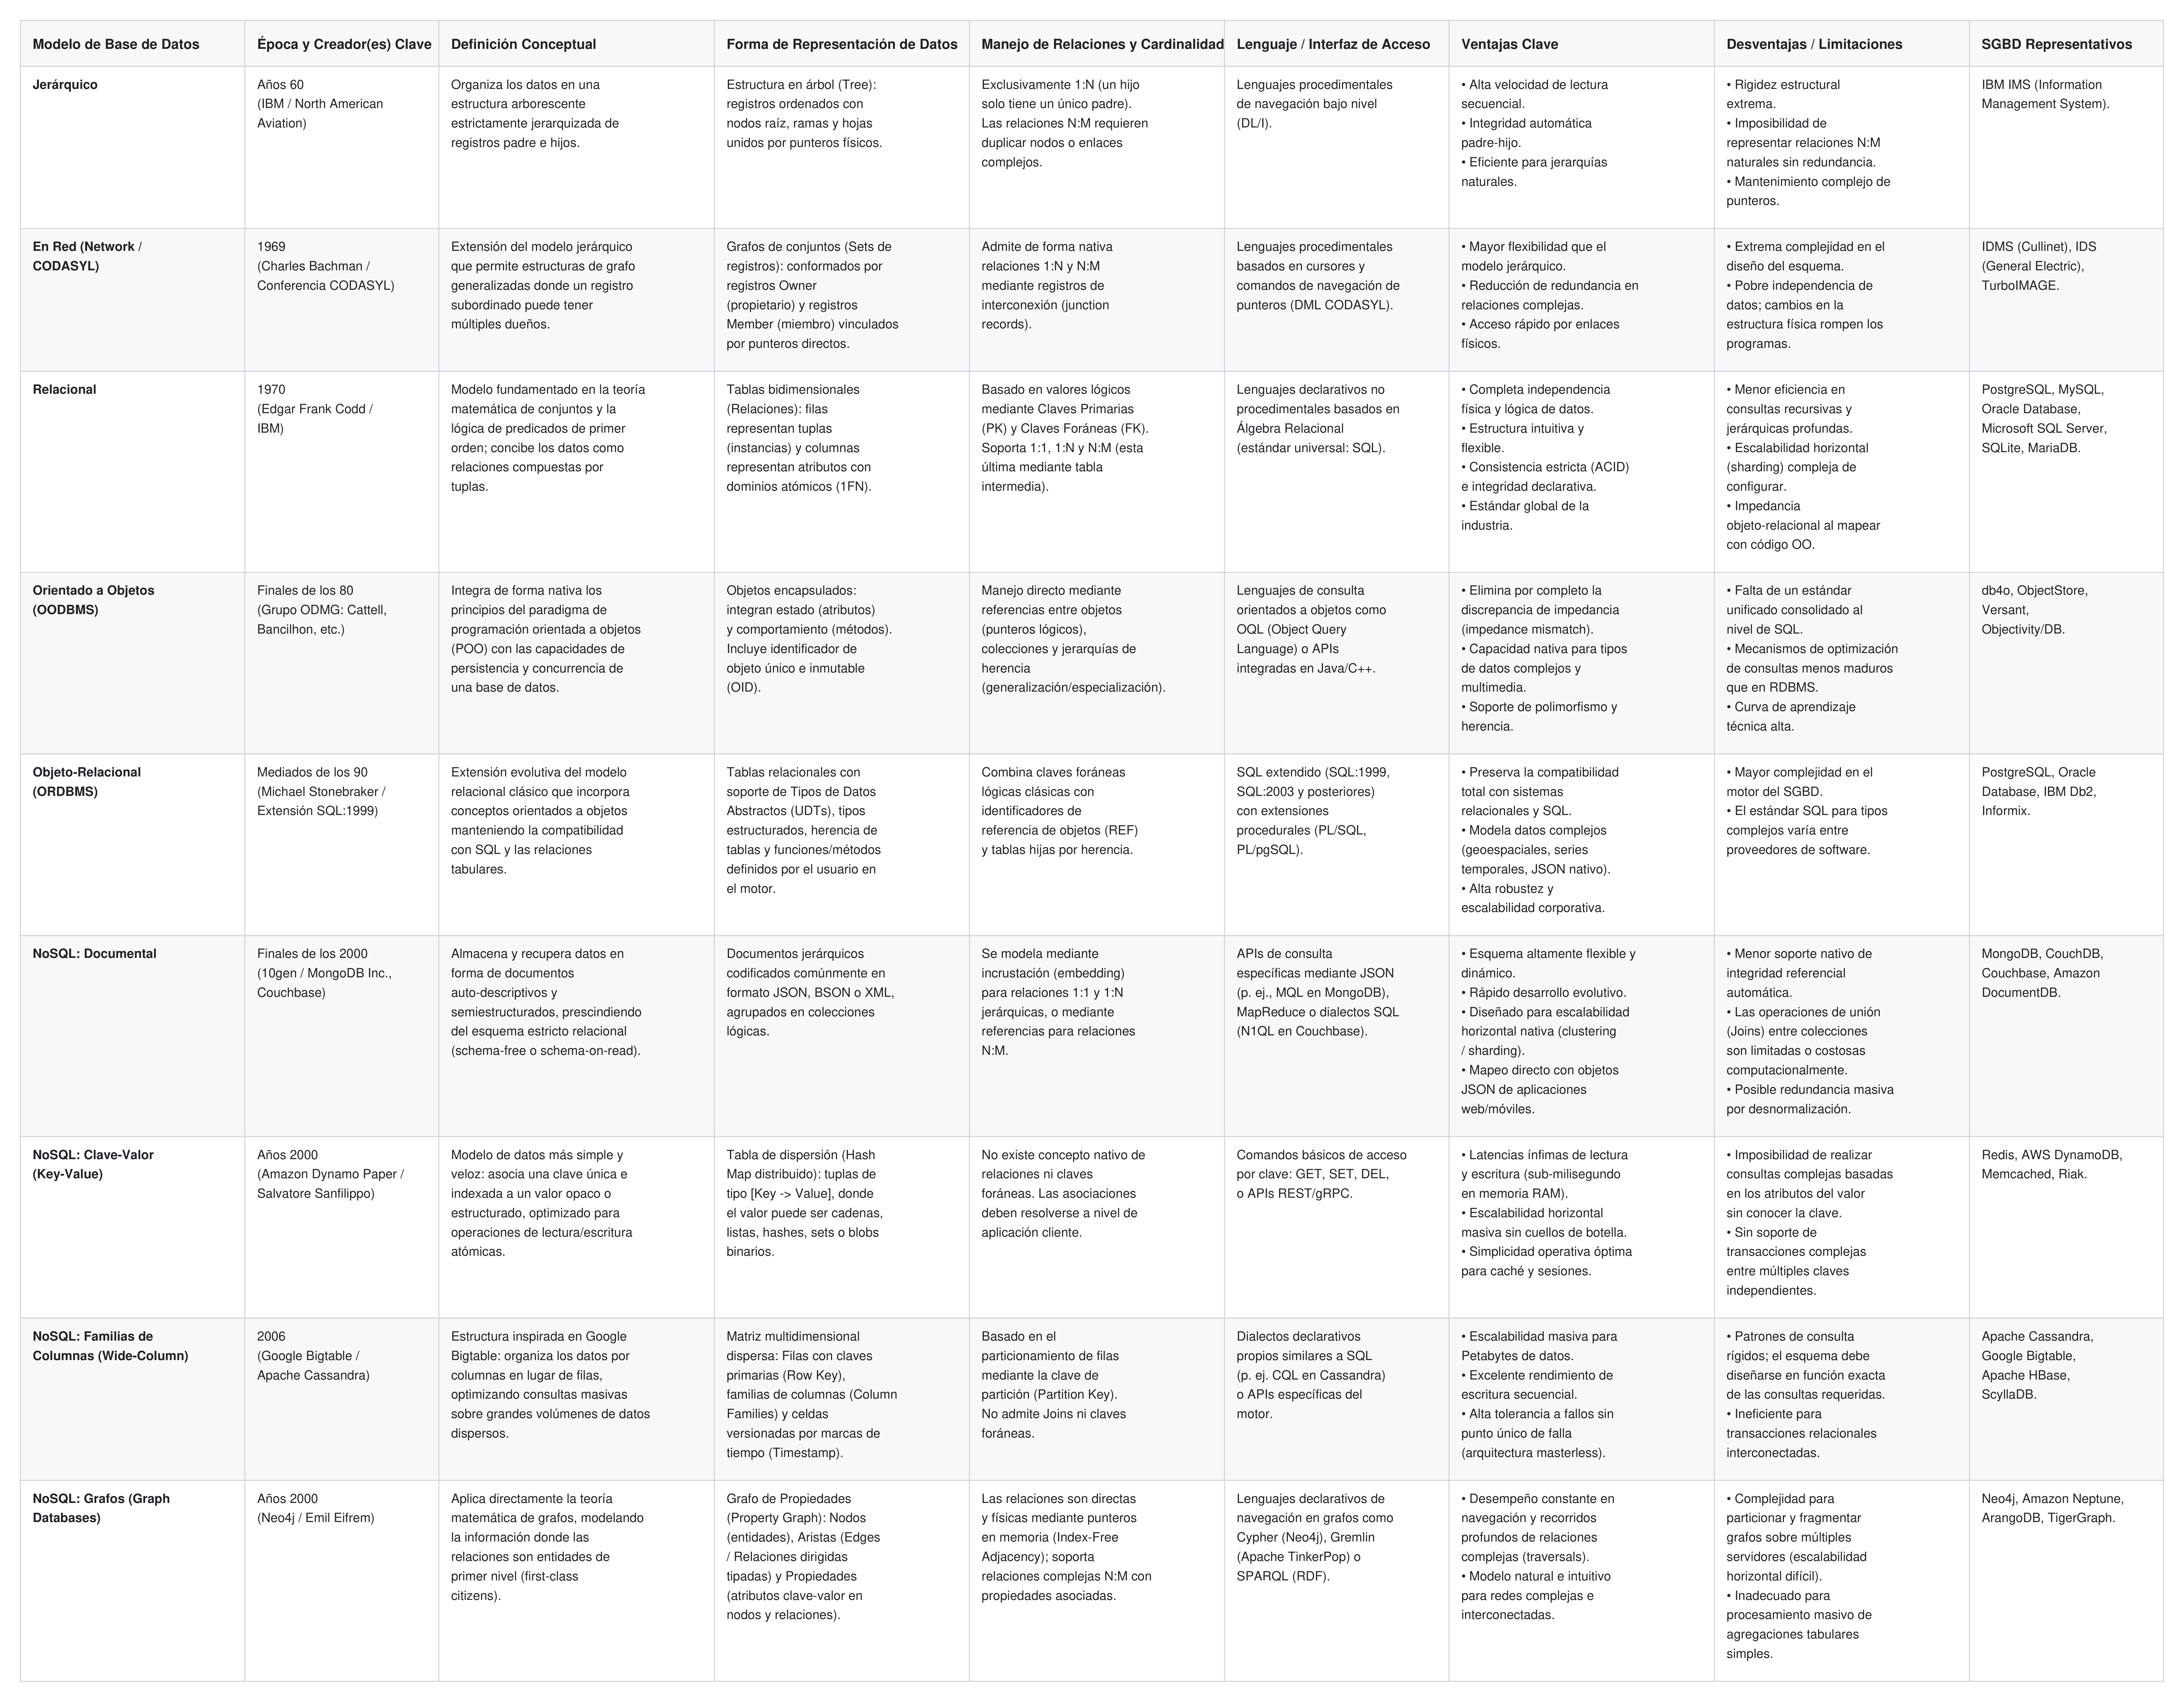 Modelo de Base de Datos
Época y Creador(es) Clave
Definición Conceptual
Forma de Representación de Datos
Manejo de Relaciones y Cardinalidad
Lenguaje / Interfaz de Acceso
Ventajas Clave
Desventajas / Limitaciones
SGBD Representativos
Jerárquico
Años 60
(IBM / North American
Aviation)
Organiza los datos en una
estructura arborescente
estrictamente jerarquizada de
registros padre e hijos.
Estructura en árbol (Tree):
registros ordenados con
nodos raíz, ramas y hojas
unidos por punteros físicos.
Exclusivamente 1:N (un hijo
solo tiene un único padre).
Las relaciones N:M requieren
duplicar nodos o enlaces
complejos.
Lenguajes procedimentales
de navegación bajo nivel
(DL/I).
• Alta velocidad de lectura
secuencial.
• Integridad automática
padre-hijo.
• Eficiente para jerarquías
naturales.
• Rigidez estructural
extrema.
• Imposibilidad de
representar relaciones N:M
naturales sin redundancia.
• Mantenimiento complejo de
punteros.
IBM IMS (Information
Management System).
En Red (Network /
CODASYL)
1969
(Charles Bachman /
Conferencia CODASYL)
Extensión del modelo jerárquico
que permite estructuras de grafo
generalizadas donde un registro
subordinado puede tener
múltiples dueños.
Grafos de conjuntos (Sets de
registros): conformados por
registros Owner
(propietario) y registros
Member (miembro) vinculados
por punteros directos.
Admite de forma nativa
relaciones 1:N y N:M
mediante registros de
interconexión (junction
records).
Lenguajes procedimentales
basados en cursores y
comandos de navegación de
punteros (DML CODASYL).
• Mayor flexibilidad que el
modelo jerárquico.
• Reducción de redundancia en
relaciones complejas.
• Acceso rápido por enlaces
físicos.
• Extrema complejidad en el
diseño del esquema.
• Pobre independencia de
datos; cambios en la
estructura física rompen los
programas.
IDMS (Cullinet), IDS
(General Electric),
TurboIMAGE.
Relacional
1970
(Edgar Frank Codd /
IBM)
Modelo fundamentado en la teoría
matemática de conjuntos y la
lógica de predicados de primer
orden; concibe los datos como
relaciones compuestas por
tuplas.
Tablas bidimensionales
(Relaciones): filas
representan tuplas
(instancias) y columnas
representan atributos con
dominios atómicos (1FN).
Basado en valores lógicos
mediante Claves Primarias
(PK) y Claves Foráneas (FK).
Soporta 1:1, 1:N y N:M (esta
última mediante tabla
intermedia).
Lenguajes declarativos no
procedimentales basados en
Álgebra Relacional
(estándar universal: SQL).
• Completa independencia
física y lógica de datos.
• Estructura intuitiva y
flexible.
• Consistencia estricta (ACID)
e integridad declarativa.
• Estándar global de la
industria.
• Menor eficiencia en
consultas recursivas y
jerárquicas profundas.
• Escalabilidad horizontal
(sharding) compleja de
configurar.
• Impedancia
objeto-relacional al mapear
con código OO.
PostgreSQL, MySQL,
Oracle Database,
Microsoft SQL Server,
SQLite, MariaDB.
Orientado a Objetos
(OODBMS)
Finales de los 80
(Grupo ODMG: Cattell,
Bancilhon, etc.)
Integra de forma nativa los
principios del paradigma de
programación orientada a objetos
(POO) con las capacidades de
persistencia y concurrencia de
una base de datos.
Objetos encapsulados:
integran estado (atributos)
y comportamiento (métodos).
Incluye identificador de
objeto único e inmutable
(OID).
Manejo directo mediante
referencias entre objetos
(punteros lógicos),
colecciones y jerarquías de
herencia
(generalización/especialización).
Lenguajes de consulta
orientados a objetos como
OQL (Object Query
Language) o APIs
integradas en Java/C++.
• Elimina por completo la
discrepancia de impedancia
(impedance mismatch).
• Capacidad nativa para tipos
de datos complejos y
multimedia.
• Soporte de polimorfismo y
herencia.
• Falta de un estándar
unificado consolidado al
nivel de SQL.
• Mecanismos de optimización
de consultas menos maduros
que en RDBMS.
• Curva de aprendizaje
técnica alta.
db4o, ObjectStore,
Versant,
Objectivity/DB.
Objeto-Relacional
(ORDBMS)
Mediados de los 90
(Michael Stonebraker /
Extensión SQL:1999)
Extensión evolutiva del modelo
relacional clásico que incorpora
conceptos orientados a objetos
manteniendo la compatibilidad
con SQL y las relaciones
tabulares.
Tablas relacionales con
soporte de Tipos de Datos
Abstractos (UDTs), tipos
estructurados, herencia de
tablas y funciones/métodos
definidos por el usuario en
el motor.
Combina claves foráneas
lógicas clásicas con
identificadores de
referencia de objetos (REF)
y tablas hijas por herencia.
SQL extendido (SQL:1999,
SQL:2003 y posteriores)
con extensiones
procedurales (PL/SQL,
PL/pgSQL).
• Preserva la compatibilidad
total con sistemas
relacionales y SQL.
• Modela datos complejos
(geoespaciales, series
temporales, JSON nativo).
• Alta robustez y
escalabilidad corporativa.
• Mayor complejidad en el
motor del SGBD.
• El estándar SQL para tipos
complejos varía entre
proveedores de software.
PostgreSQL, Oracle
Database, IBM Db2,
Informix.
NoSQL: Documental
Finales de los 2000
(10gen / MongoDB Inc.,
Couchbase)
Almacena y recupera datos en
forma de documentos
auto-descriptivos y
semiestructurados, prescindiendo
del esquema estricto relacional
(schema-free o schema-on-read).
Documentos jerárquicos
codificados comúnmente en
formato JSON, BSON o XML,
agrupados en colecciones
lógicas.
Se modela mediante
incrustación (embedding)
para relaciones 1:1 y 1:N
jerárquicas, o mediante
referencias para relaciones
N:M.
APIs de consulta
específicas mediante JSON
(p. ej., MQL en MongoDB),
MapReduce o dialectos SQL
(N1QL en Couchbase).
• Esquema altamente flexible y
dinámico.
• Rápido desarrollo evolutivo.
• Diseñado para escalabilidad
horizontal nativa (clustering
/ sharding).
• Mapeo directo con objetos
JSON de aplicaciones
web/móviles.
• Menor soporte nativo de
integridad referencial
automática.
• Las operaciones de unión
(Joins) entre colecciones
son limitadas o costosas
computacionalmente.
• Posible redundancia masiva
por desnormalización.
MongoDB, CouchDB,
Couchbase, Amazon
DocumentDB.
NoSQL: Clave-Valor
(Key-Value)
Años 2000
(Amazon Dynamo Paper /
Salvatore Sanfilippo)
Modelo de datos más simple y
veloz: asocia una clave única e
indexada a un valor opaco o
estructurado, optimizado para
operaciones de lectura/escritura
atómicas.
Tabla de dispersión (Hash
Map distribuido): tuplas de
tipo [Key -> Value], donde
el valor puede ser cadenas,
listas, hashes, sets o blobs
binarios.
No existe concepto nativo de
relaciones ni claves
foráneas. Las asociaciones
deben resolverse a nivel de
aplicación cliente.
Comandos básicos de acceso
por clave: GET, SET, DEL,
o APIs REST/gRPC.
• Latencias ínfimas de lectura
y escritura (sub-milisegundo
en memoria RAM).
• Escalabilidad horizontal
masiva sin cuellos de botella.
• Simplicidad operativa óptima
para caché y sesiones.
• Imposibilidad de realizar
consultas complejas basadas
en los atributos del valor
sin conocer la clave.
• Sin soporte de
transacciones complejas
entre múltiples claves
independientes.
Redis, AWS DynamoDB,
Memcached, Riak.
NoSQL: Familias de
Columnas (Wide-Column)
2006
(Google Bigtable /
Apache Cassandra)
Estructura inspirada en Google
Bigtable: organiza los datos por
columnas en lugar de filas,
optimizando consultas masivas
sobre grandes volúmenes de datos
dispersos.
Matriz multidimensional
dispersa: Filas con claves
primarias (Row Key),
familias de columnas (Column
Families) y celdas
versionadas por marcas de
tiempo (Timestamp).
Basado en el
particionamiento de filas
mediante la clave de
partición (Partition Key).
No admite Joins ni claves
foráneas.
Dialectos declarativos
propios similares a SQL
(p. ej. CQL en Cassandra)
o APIs específicas del
motor.
• Escalabilidad masiva para
Petabytes de datos.
• Excelente rendimiento de
escritura secuencial.
• Alta tolerancia a fallos sin
punto único de falla
(arquitectura masterless).
• Patrones de consulta
rígidos; el esquema debe
diseñarse en función exacta
de las consultas requeridas.
• Ineficiente para
transacciones relacionales
interconectadas.
Apache Cassandra,
Google Bigtable,
Apache HBase,
ScyllaDB.
NoSQL: Grafos (Graph
Databases)
Años 2000
(Neo4j / Emil Eifrem)
Aplica directamente la teoría
matemática de grafos, modelando
la información donde las
relaciones son entidades de
primer nivel (first-class
citizens).
Grafo de Propiedades
(Property Graph): Nodos
(entidades), Aristas (Edges
/ Relaciones dirigidas
tipadas) y Propiedades
(atributos clave-valor en
nodos y relaciones).
Las relaciones son directas
y físicas mediante punteros
en memoria (Index-Free
Adjacency); soporta
relaciones complejas N:M con
propiedades asociadas.
Lenguajes declarativos de
navegación en grafos como
Cypher (Neo4j), Gremlin
(Apache TinkerPop) o
SPARQL (RDF).
• Desempeño constante en
navegación y recorridos
profundos de relaciones
complejas (traversals).
• Modelo natural e intuitivo
para redes complejas e
interconectadas.
• Complejidad para
particionar y fragmentar
grafos sobre múltiples
servidores (escalabilidad
horizontal difícil).
• Inadecuado para
procesamiento masivo de
agregaciones tabulares
simples.
Neo4j, Amazon Neptune,
ArangoDB, TigerGraph.